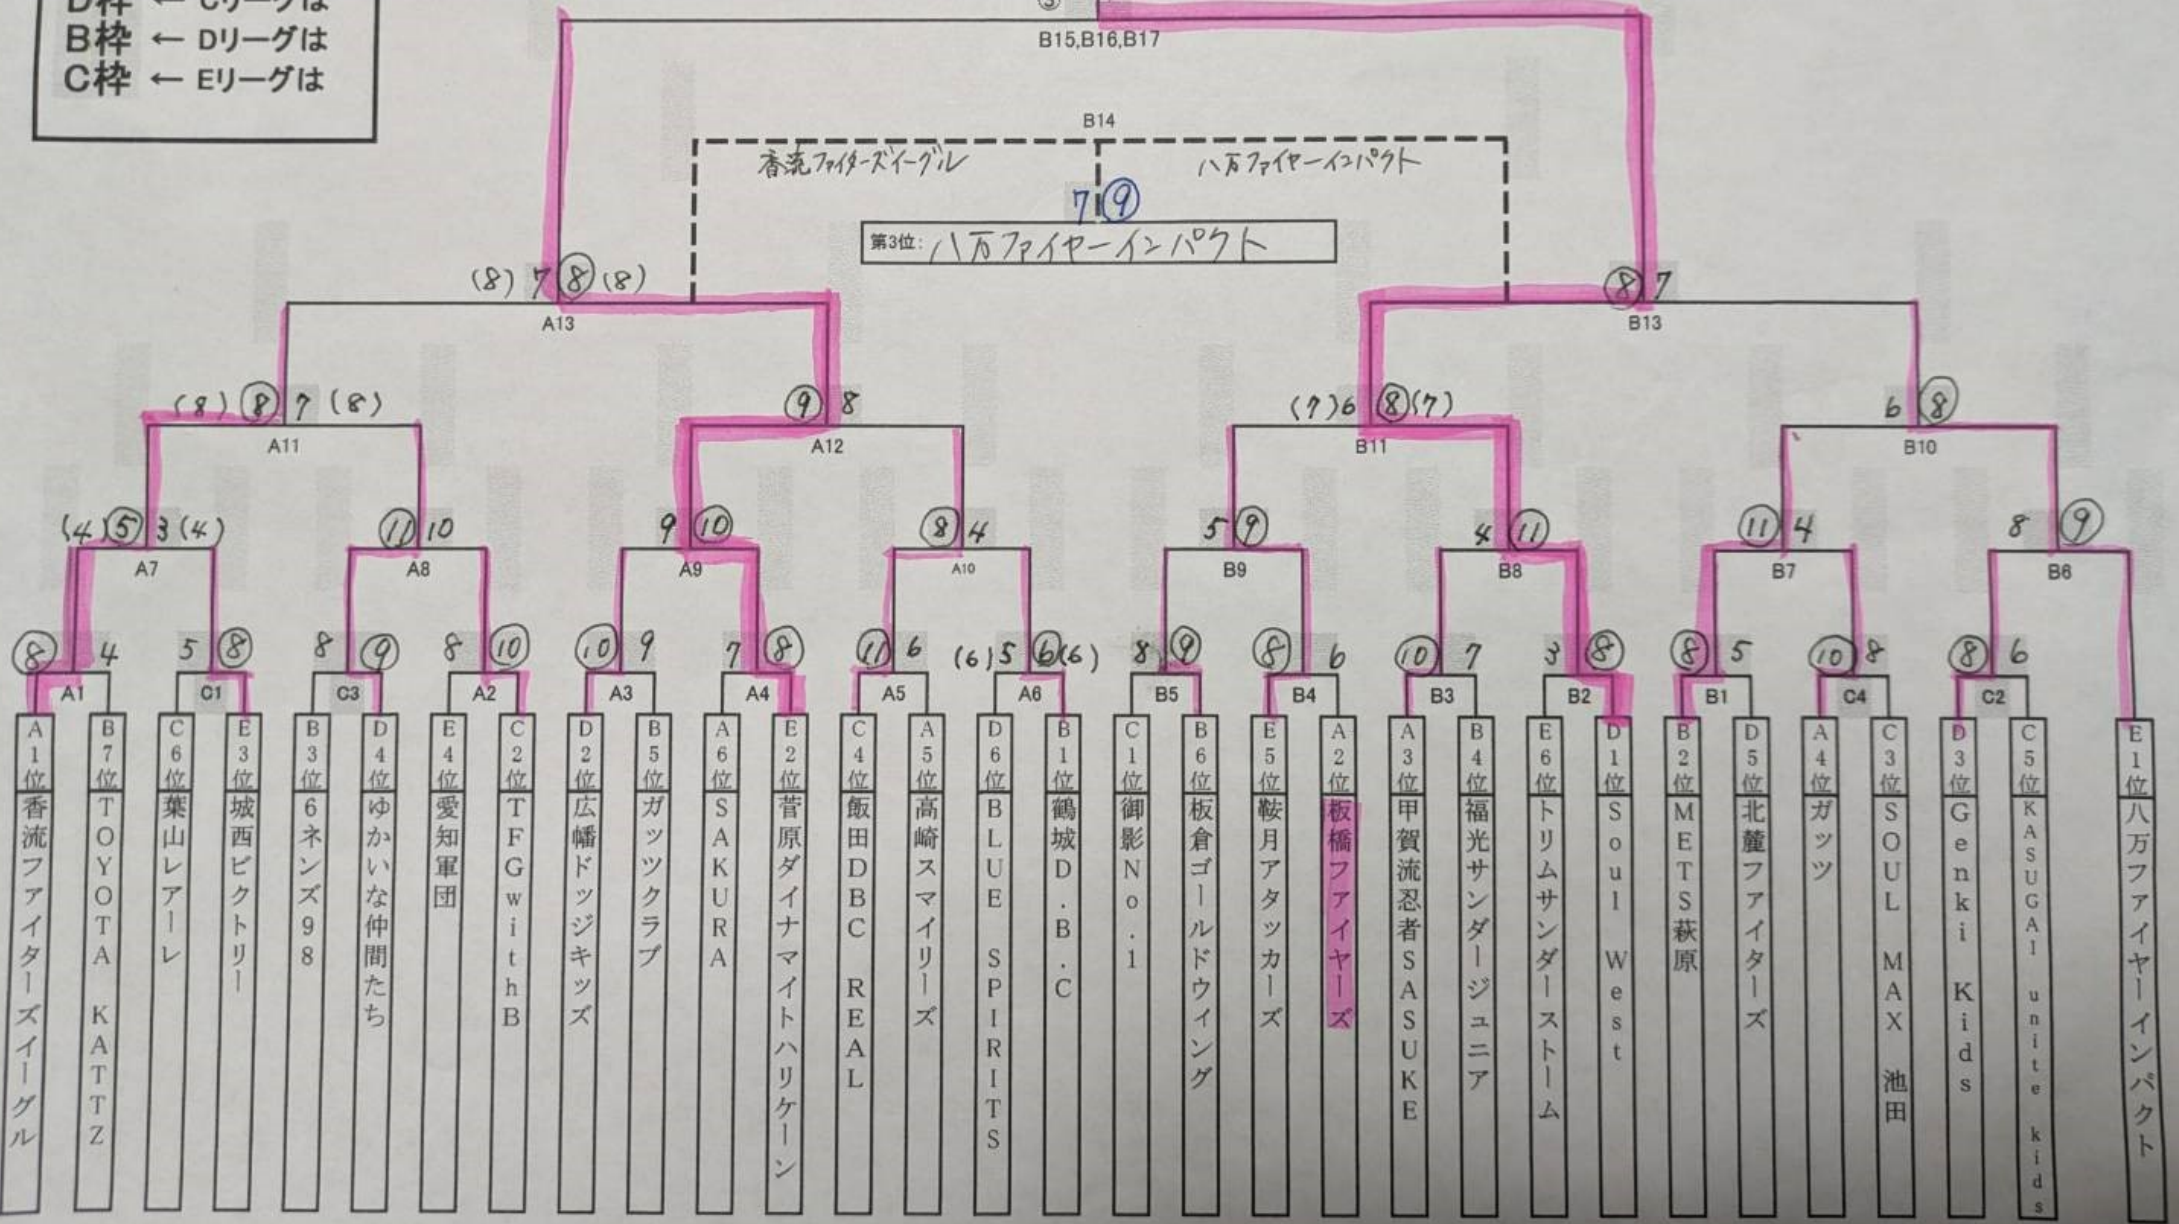 B枠 ← Dリーグは
C枠 ← Eリーグは
B15,B16,B17
B14
香流ファイターズイーグル 八万ファイヤーインパクト
7 ⑨
第3位: 八万ファイヤーインパクト
(8) 7 ⑧ (8) ⑧ 7
A13 B13
(8) ⑧ 7 (8) ⑨ 8 (7) 6 ⑧ (7) 6 ⑧
A11 A12 B11 B10
(4) ⑤ 3 (4) ⑪ 10 9 ⑩ ⑧ 4 5 ⑨ 4 ⑪ ⑪ 4 8 ⑨
A7 A8 A9 A10 B9 B8 B7 B6
⑧ 4 5 ⑧ 8 ⑨ 8 ⑩ ⑩ 9 7 ⑧ ⑪ 6 (6) 5 ⑥ (6) 8 ⑨ ⑧ 6 ⑩ 7 3 ⑧ ⑧ 5 ⑩ 8 ⑧ 6
A1 C1 C3 A2 A3 A4 A5 A6 B5 B4 B3 B2 B1 C4 C2
A1位 香流ファイターズイーグル
B7位 TOYOTA KATTZ
C6位 葉山レアーレ
E3位 城西ビクトリー
B3位 6ネンズ98
D4位 ゆかいな仲間たち
E4位 愛知軍団
C2位 TFGwithB
D2位 広幡ドッジキッズ
B5位 ガッツクラブ
A6位 SAKURA
E2位 菅原ダイナマイトハリケーン
C4位 飯田DBC REAL
A5位 高崎スマイリーズ
D6位 BLUE SPIRITS
B1位 鶴城D.B.C
C1位 御影No.1
B6位 板倉ゴールドウィング
E5位 鞍月アタッカーズ
A2位 板橋ファイヤーズ
A3位 甲賀流忍者SASUKE
B4位 福光サンダージュニア
E6位 トリムサンダーストーム
D1位 Soul West
B2位 METS萩原
D5位 北麓ファイターズ
A4位 ガッツ
C3位 SOUL MAX 池田
D3位 Genki Kids
C5位 KASUGAI unite kids
E1位 八万ファイヤーインパクト